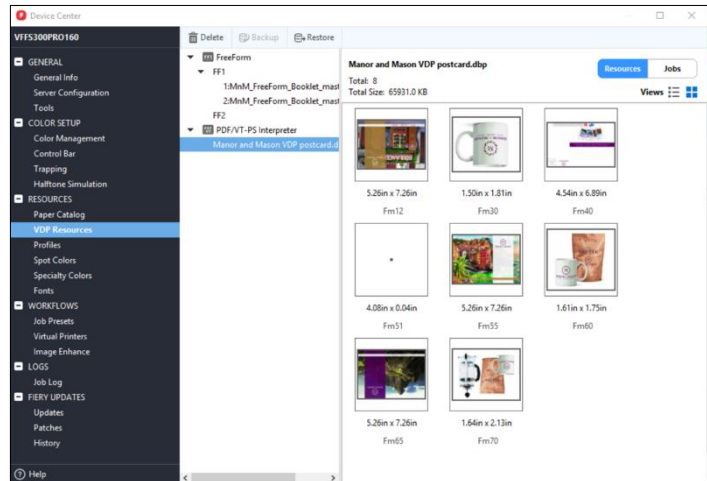 Device Center
VFFS300PRO160
GENERAL
General Info
Server Configuration
Tools
COLOR SETUP
Color Management
Control Bar
Trapping
Halftone Simulation
RESOURCES
Paper Catalog
VDP Resources
Profiles
Spot Colors
Specialty Colors
Fonts
WORKFLOWS
Job Presets
Virtual Printers
Image Enhance
LOGS
Job Log
FIERY UPDATES
Updates
Patches
History
Help
Delete Backup Restore
FreeForm
FF1
1:MnM_FreeForm_Booklet_mast
2:MnM_FreeForm_Booklet_mast
FF2
PDF/VT-PS Interpreter
Manor and Mason VDP postcard.d
Manor and Mason VDP postcard.dbp
Total: 8
Total Size: 65931.0 KB
Resources Jobs
Views
5.26in x 7.26in 1.50in x 1.81in 4.54in x 6.89in
Fm12 Fm30 Fm40
4.08in x 0.04in 5.26in x 7.26in 1.61in x 1.75in
Fm51 Fm55 Fm60
5.26in x 7.26in 1.64in x 2.13in
Fm65 Fm70